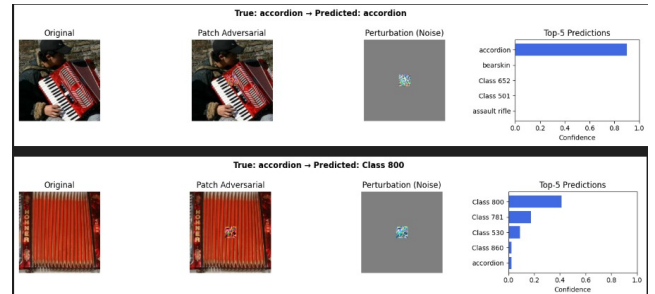 True: accordion → Predicted: accordion
Original
Patch Adversarial
Perturbation (Noise)
Top-5 Predictions
accordion
bearskin
Class 652
Class 501
assault rifle
0.0 0.2 0.4 0.6 0.8 1.0
Confidence
True: accordion → Predicted: Class 800
Original
Patch Adversarial
Perturbation (Noise)
Top-5 Predictions
HOHNER
Class 800
Class 781
Class 530
Class 860
accordion
0.0 0.2 0.4 0.6 0.8 1.0
Confidence